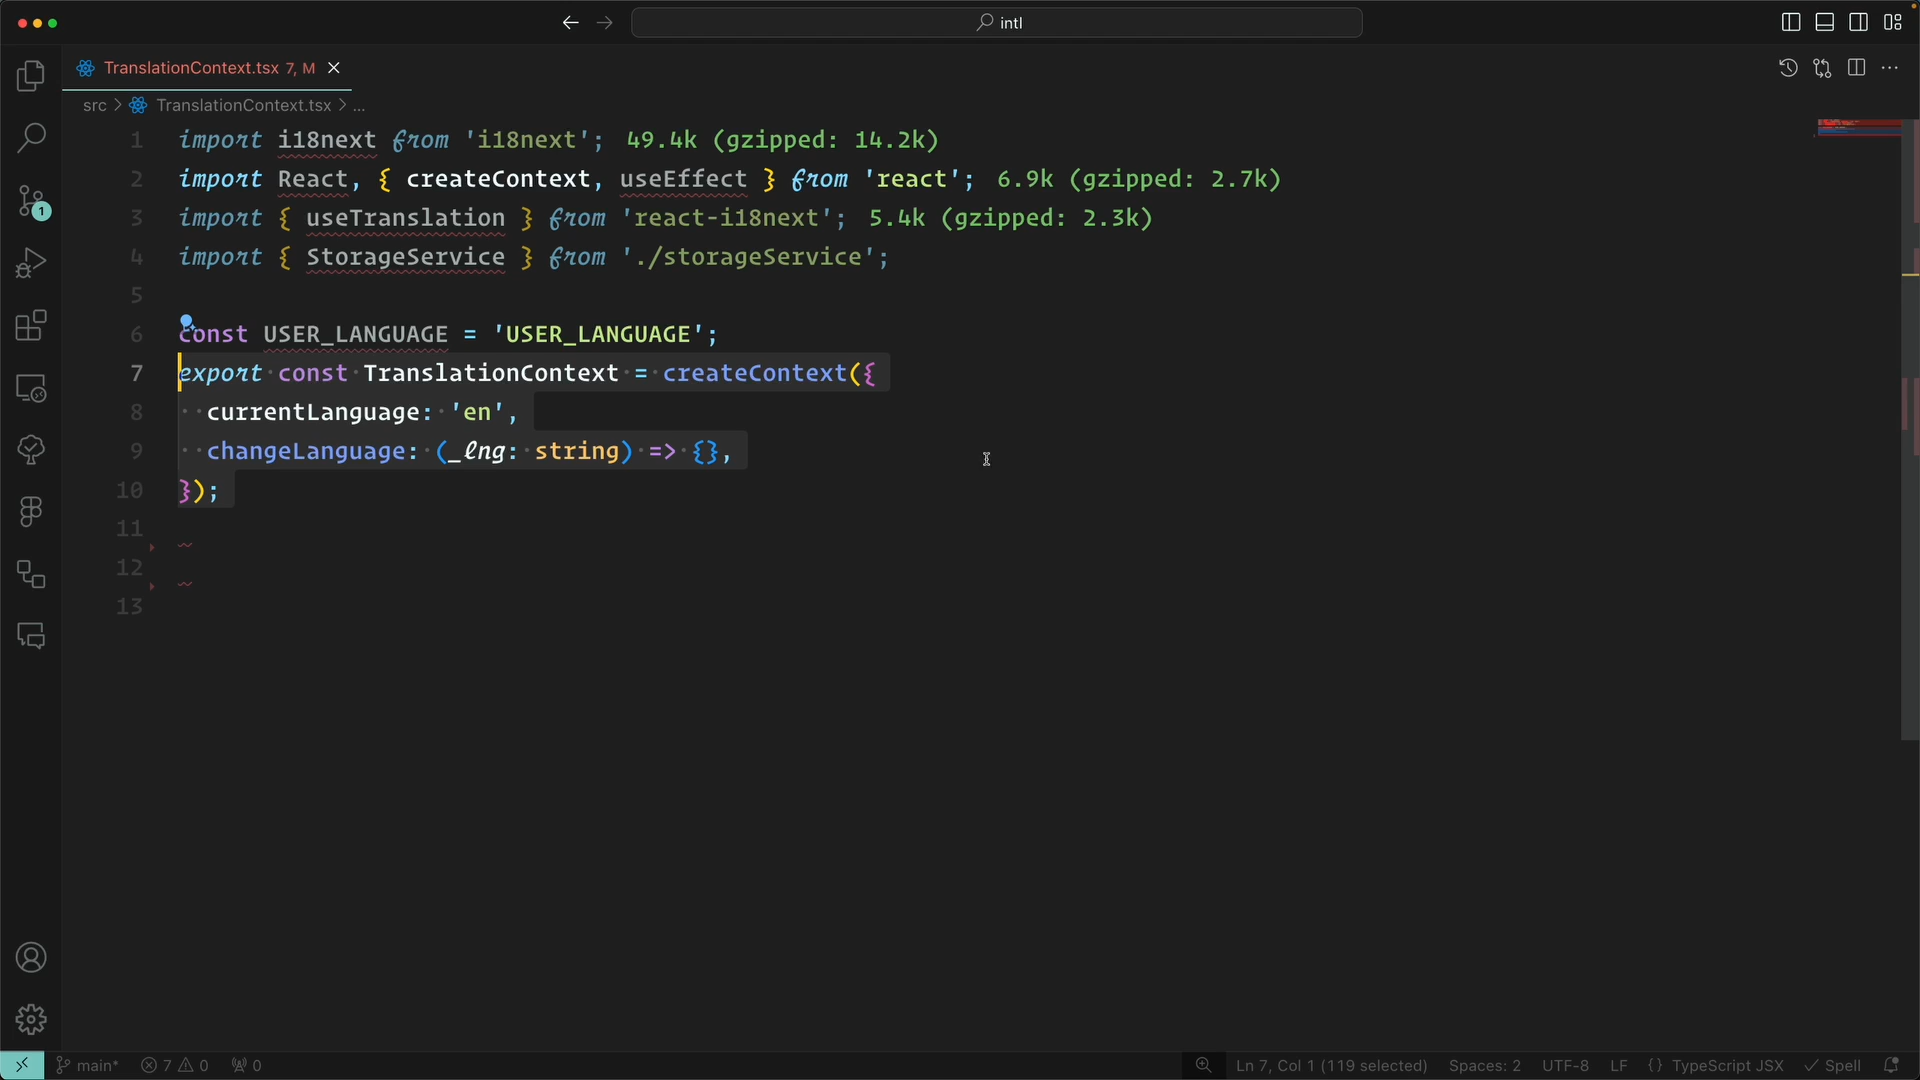 intl
TranslationContext.tsx 7, M
src > TranslationContext.tsx > ...
1 import i18next from 'i18next'; 49.4k (gzipped: 14.2k)
2 import React, { createContext, useEffect } from 'react'; 6.9k (gzipped: 2.7k)
3 import { useTranslation } from 'react-i18next'; 5.4k (gzipped: 2.3k)
4 import { StorageService } from './storageService';
5
6 const USER_LANGUAGE = 'USER_LANGUAGE';
7 export const TranslationContext = createContext({
8 currentLanguage: 'en',
9 changeLanguage: (_lng: string) => {},
10 });
11
12
13
1
main* 7 0 0 Ln 7, Col 1 (119 selected) Spaces: 2 UTF-8 LF {} TypeScript JSX Spell